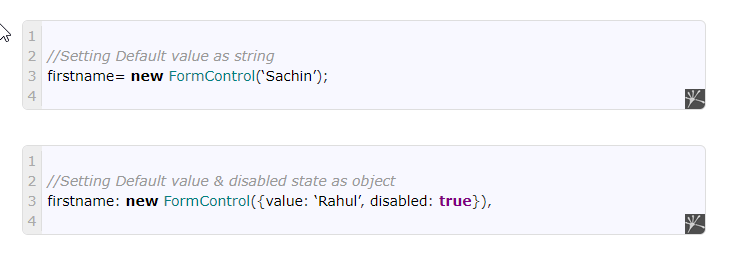 1
2 //Setting Default value as string
3 firstname= new FormControl(‘Sachin’);
4
1
2 //Setting Default value & disabled state as object
3 firstname: new FormControl({value: ‘Rahul’, disabled: true}),
4